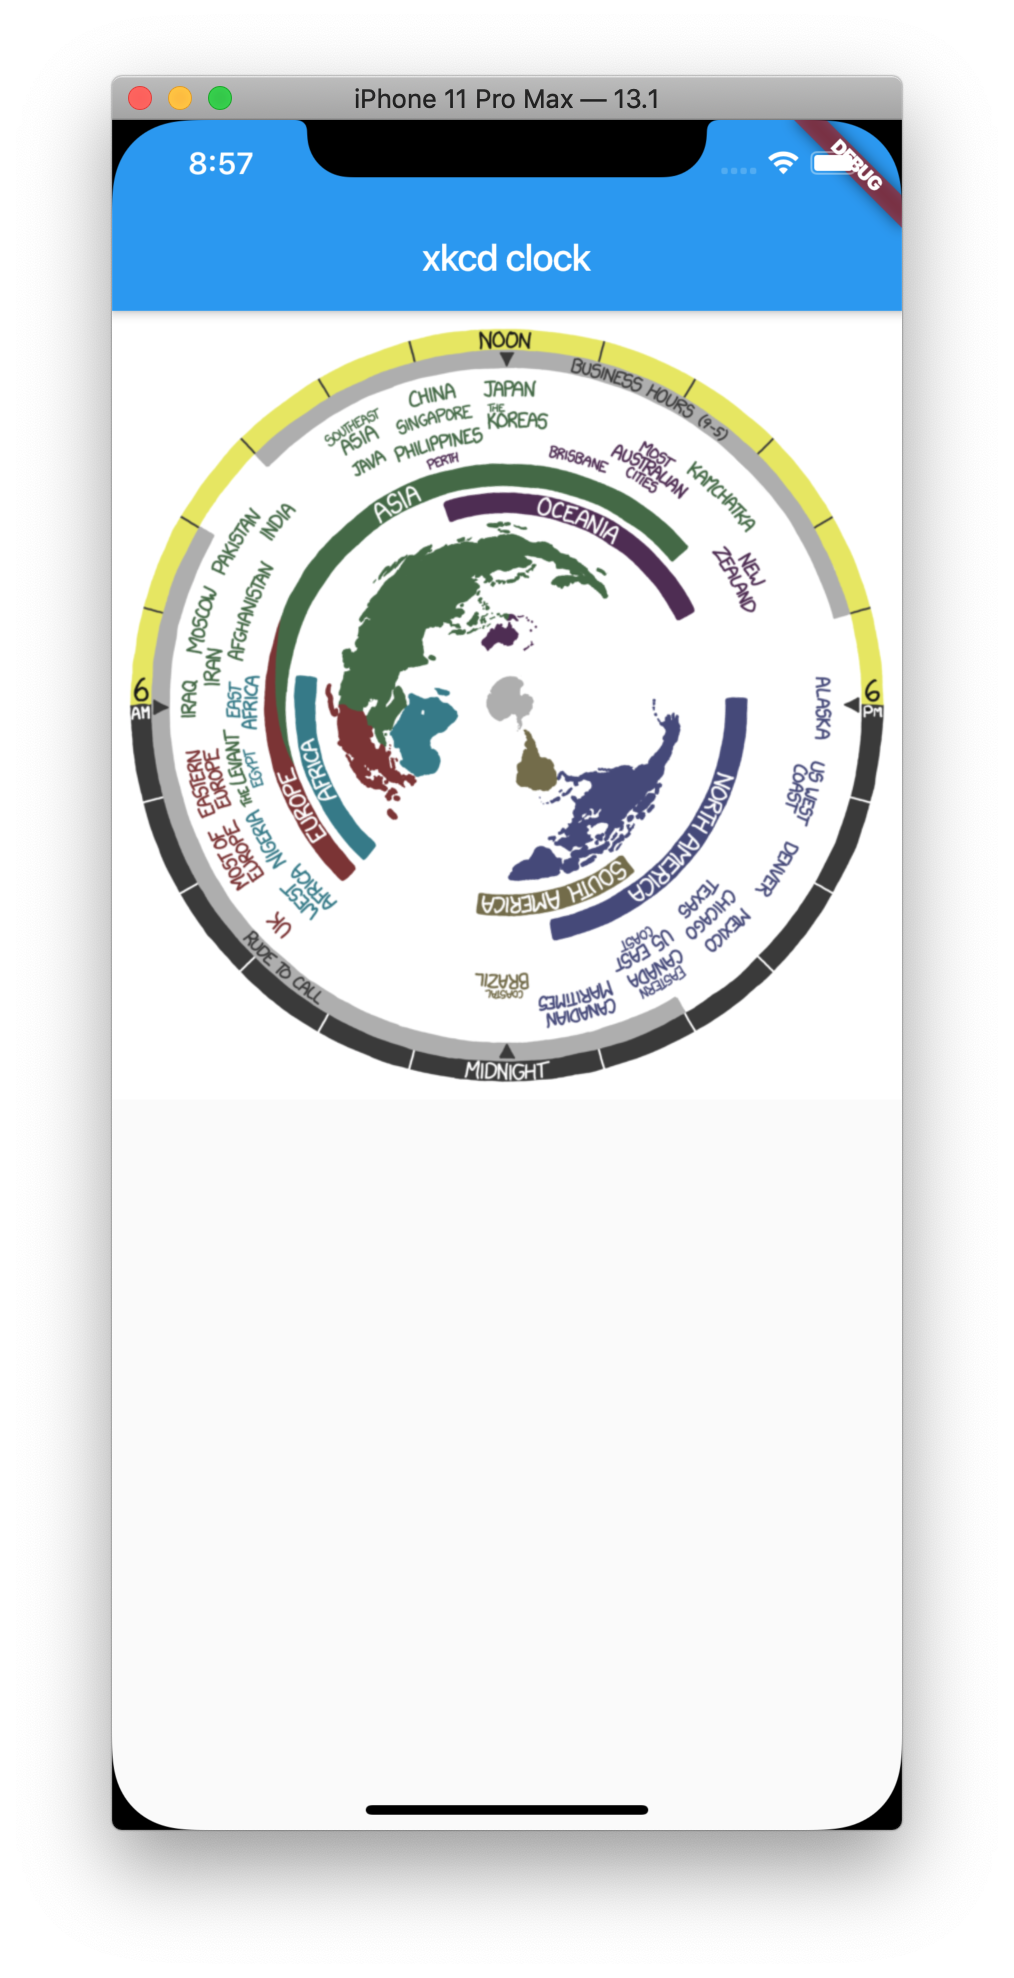 iPhone 11 Pro Max — 13.1
8:57
DEBUG
xkcd clock
NOON
BUSINESS HOURS (9-5)
SOUTHEAST
ASIA
JAVA
CHINA
SINGAPORE
PHILIPPINES
PERTH
JAPAN
THE
KOREAS
BRISBANE
MOST
AUSTRALIAN
CITIES
KAMCHATKA
NEW
ZEALAND
ASIA
OCEANIA
INDIA
PAKISTAN
AFGHANISTAN
MOSCOW
IRAN
IRAQ
EAST
AFRICA
6
AM
6
PM
ALASKA
US WEST
COAST
DENVER
TEXAS
CHICAGO
MEXICO
US EAST
COAST
EASTERN
CANADA
CANADIAN
MARITIMES
COASTAL
BRAZIL
NORTH AMERICA
SOUTH AMERICA
EUROPE
AFRICA
THE LEVANT
EGYPT
EASTERN
EUROPE
MOST OF
EUROPE
NIGERIA
WEST
AFRICA
UK
RUDE TO CALL
MIDNIGHT